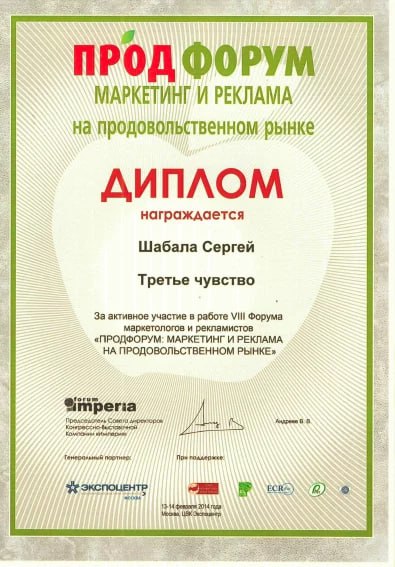 ПРОДФОРУМ
МАРКЕТИНГ И РЕКЛАМА
на продовольственном рынке
ДИПЛОМ
награждается
Шабала Сергей
Третье чувство
За активное участие в работе VIII Форума
маркетологов и рекламистов
«ПРОДФОРУМ: МАРКЕТИНГ И РЕКЛАМА
НА ПРОДОВОЛЬСТВЕННОМ РЫНКЕ»
forum
imperia
Председатель Совета директоров
Конгрессно-Выставочной
Компании «Империя»
Андреев В. В.
Генеральный партнер:
При поддержке:
ЭКСПОЦЕНТР
МОСКВА
ECR
13-14 февраля 2014 года
Москва, ЦВК Экспоцентр